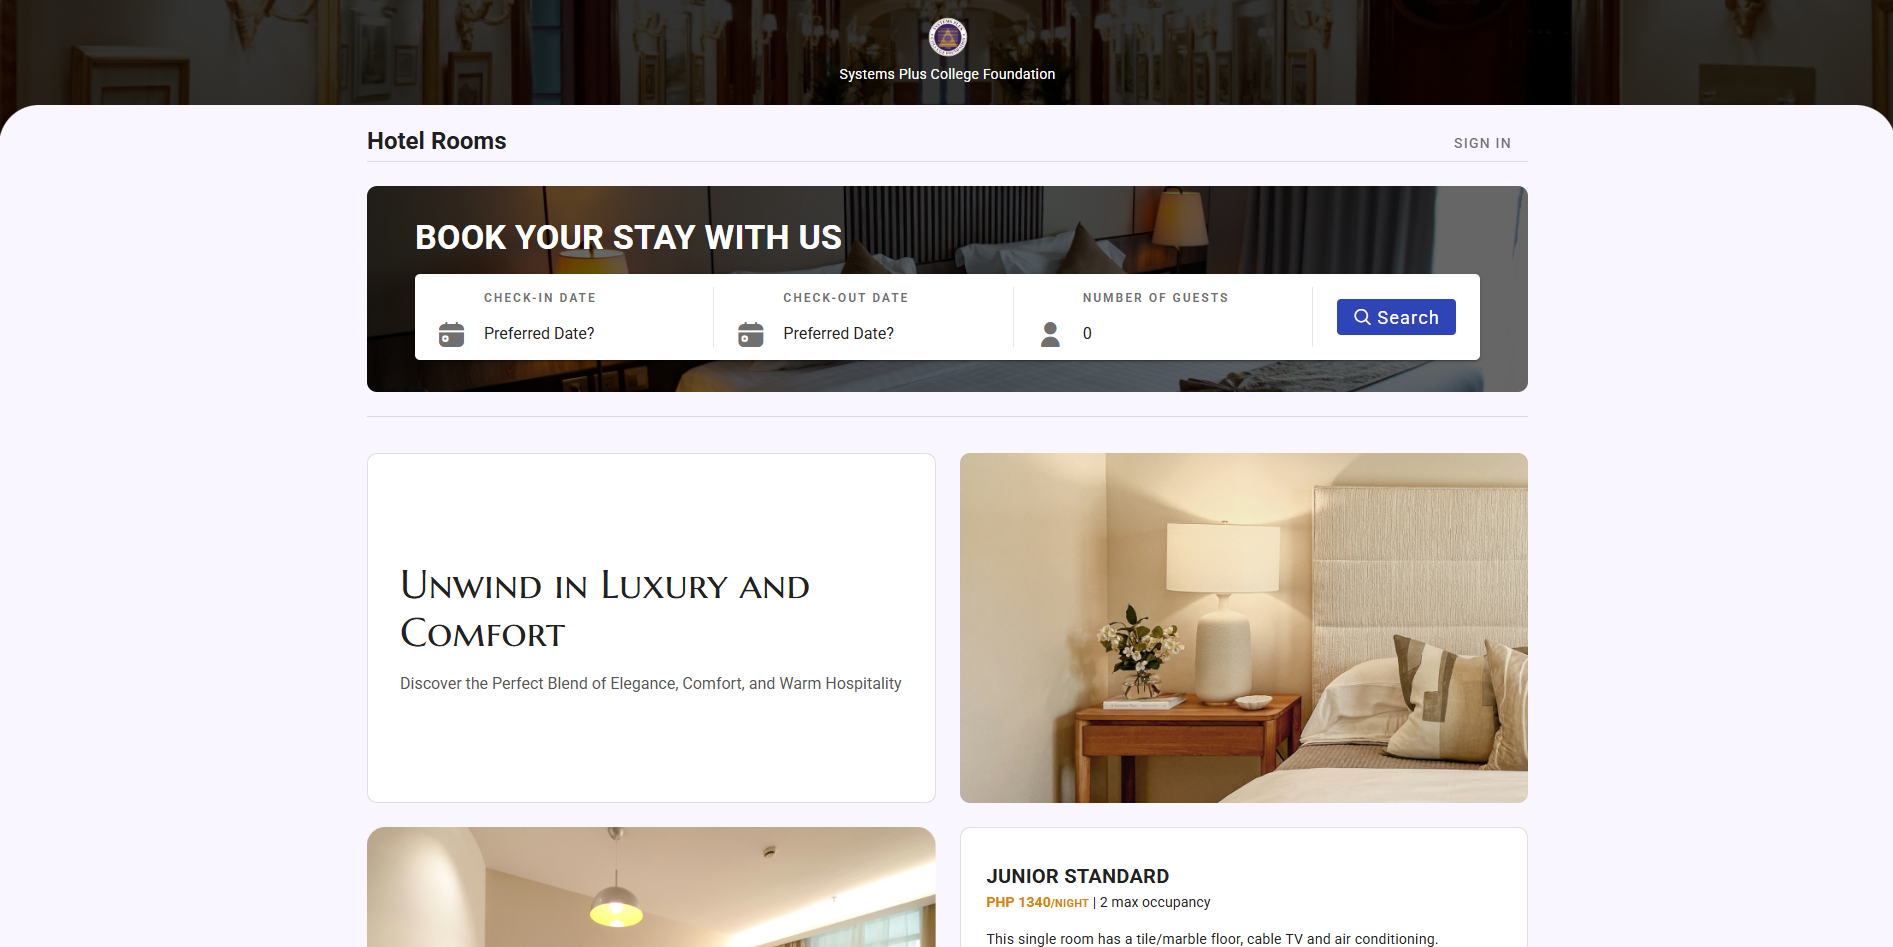 Systems Plus College Foundation
Hotel Rooms
SIGN IN
BOOK YOUR STAY WITH US
CHECK-IN DATE
Preferred Date?
CHECK-OUT DATE
Preferred Date?
NUMBER OF GUESTS
0
Search
Unwind in Luxury and
Comfort
Discover the Perfect Blend of Elegance, Comfort, and Warm Hospitality
JUNIOR STANDARD
PHP 1340/NIGHT | 2 max occupancy
This single room has a tile/marble floor, cable TV and air conditioning.